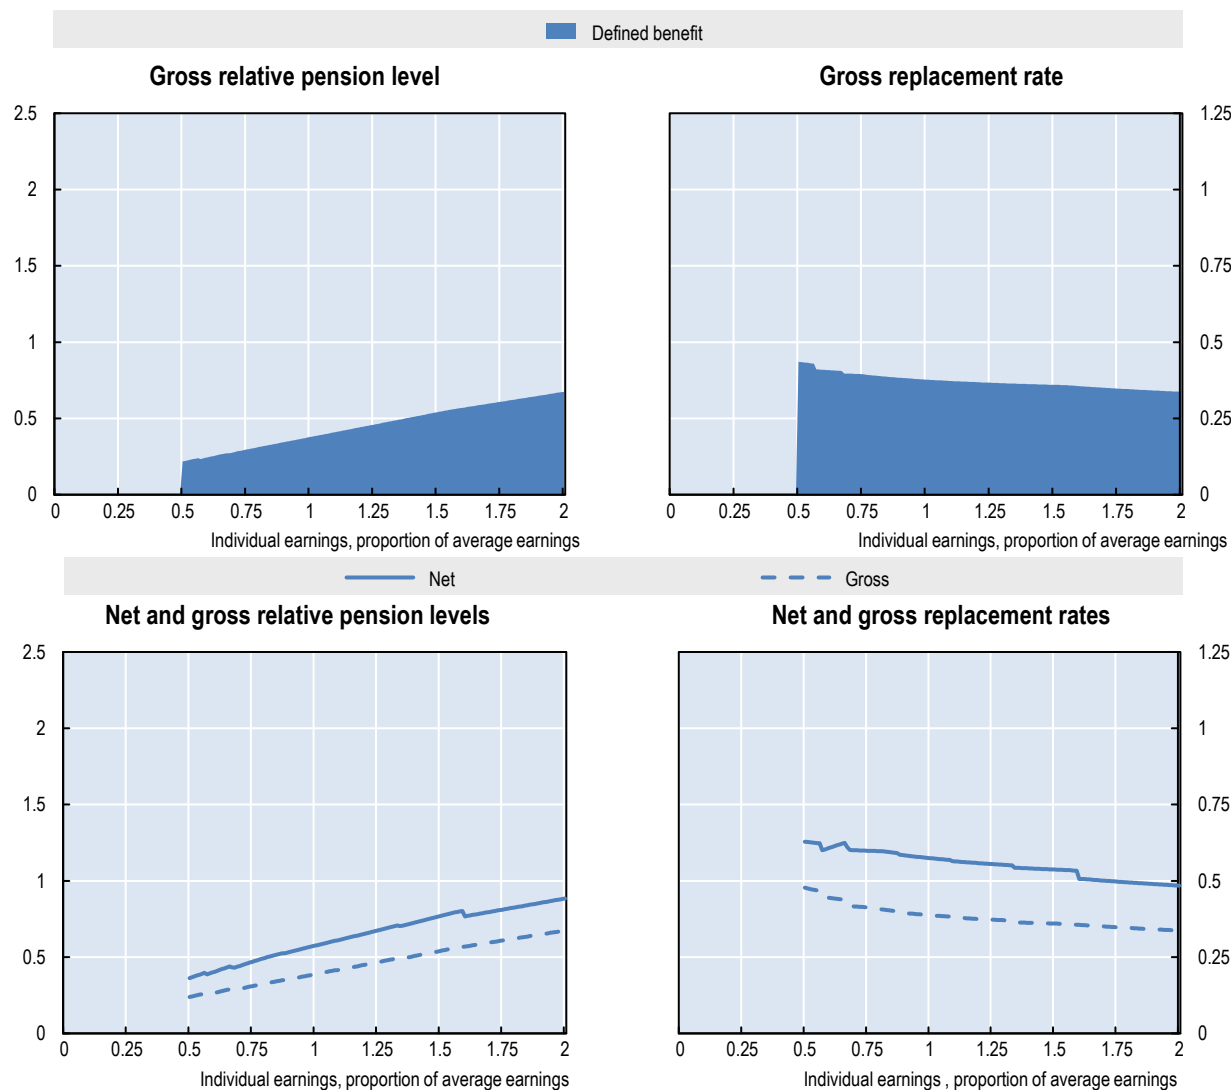 Defined benefit
Gross relative pension level
2.5
2
1.5
1
0.5
0
0 0.25 0.5 0.75 1 1.25 1.5 1.75 2
Individual earnings, proportion of average earnings
Gross replacement rate
1.25
1
0.75
0.5
0.25
0
0 0.25 0.5 0.75 1 1.25 1.5 1.75 2
Individual earnings, proportion of average earnings
Net Gross
Net and gross relative pension levels
2.5
2
1.5
1
0.5
0
0 0.25 0.5 0.75 1 1.25 1.5 1.75 2
Individual earnings, proportion of average earnings
Net and gross replacement rates
1.25
1
0.75
0.5
0.25
0
0 0.25 0.5 0.75 1 1.25 1.5 1.75 2
Individual earnings , proportion of average earnings